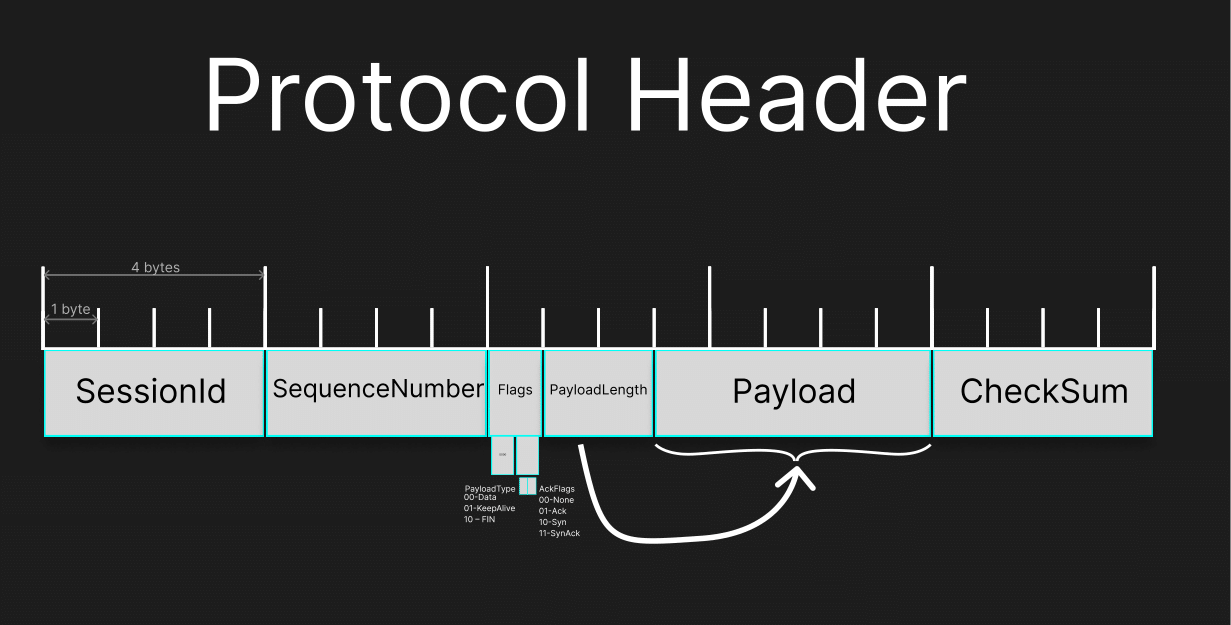 Protocol Header
4 bytes
1 byte
SessionId
SequenceNumber
Flags
PayloadLength
Payload
CheckSum
PayloadType
00-Data
01-KeepAlive
10 – FIN
AckFlags
00-None
01-Ack
10-Syn
11-SynAck